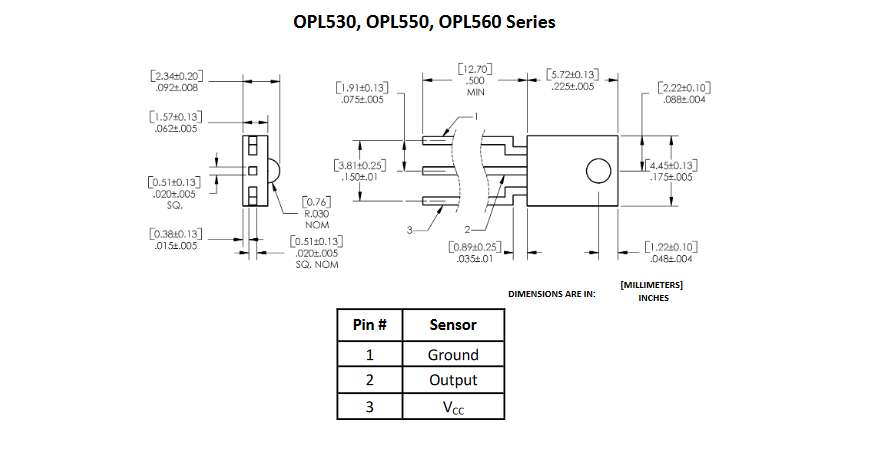 OPL530, OPL550, OPL560 Series
[2.34±0.20]
.092±.008
[1.57±0.13]
.062±.005
[0.51±0.13]
.020±.005
SQ.
[0.38±0.13]
.015±.005
[0.76]
R.030
NOM
[0.51±0.13]
.020±.005
SQ. NOM
[1.91±0.13]
.075±.005
[12.70]
.500
MIN
[5.72±0.13]
.225±.005
[2.22±0.10]
.088±.004
1
[3.81±0.25]
.150±.01
[4.45±0.13]
.175±.005
3
2
[0.89±0.25]
.035±.01
[1.22±0.10]
.048±.004
DIMENSIONS ARE IN:
[MILLIMETERS]
INCHES
Pin # Sensor
1 Ground
2 Output
3 VCC